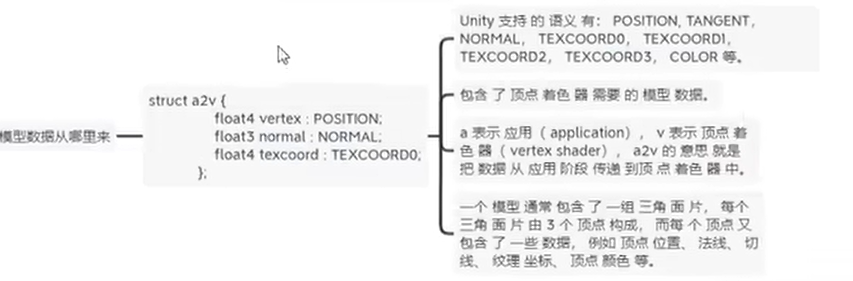 模型数据从哪里来
struct a2v {
float4 vertex : POSITION;
float3 normal : NORMAL;
float4 texcoord : TEXCOORD0;
};
Unity 支持 的 语义 有: POSITION, TANGENT,
NORMAL, TEXCOORD0, TEXCOORD1,
TEXCOORD2, TEXCOORD3, COLOR 等。
包含 了 顶点 着色 器 需要 的 模型 数据。
a 表示 应用 ( application ) , v 表示 顶点 着
色 器 ( vertex shader ) , a2v 的 意思 就是
把 数据 从 应用 阶段 传递 到顶 点 着色 器 中。
一个 模型 通常 包含 了 一组 三角 面 片, 每个
三角 面 片 由 3 个 顶点 构成, 而每 个 顶点 又
包含 了 一些 数据, 例如 顶点 位置、 法线、 切
线、 纹理 坐标、 顶点 颜色 等。